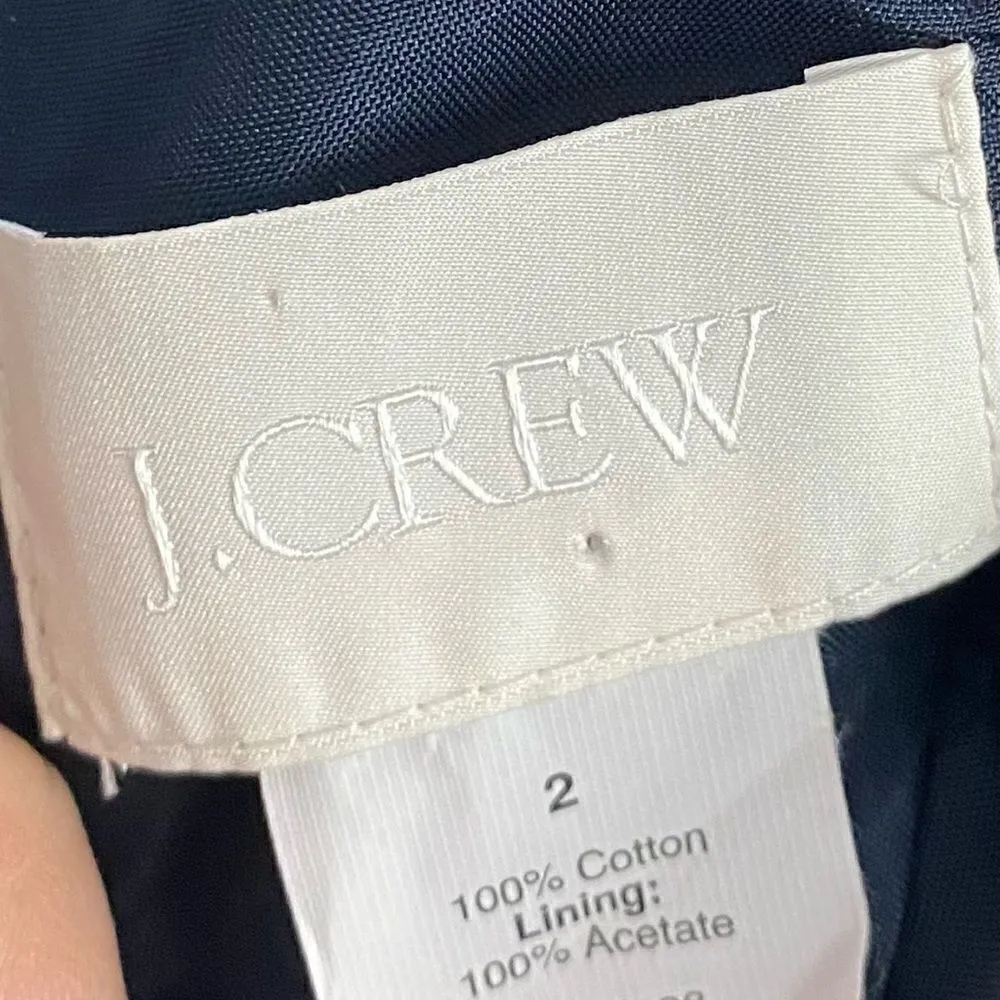 J.CREW
2
100% Cotton
Lining:
100% Acetate